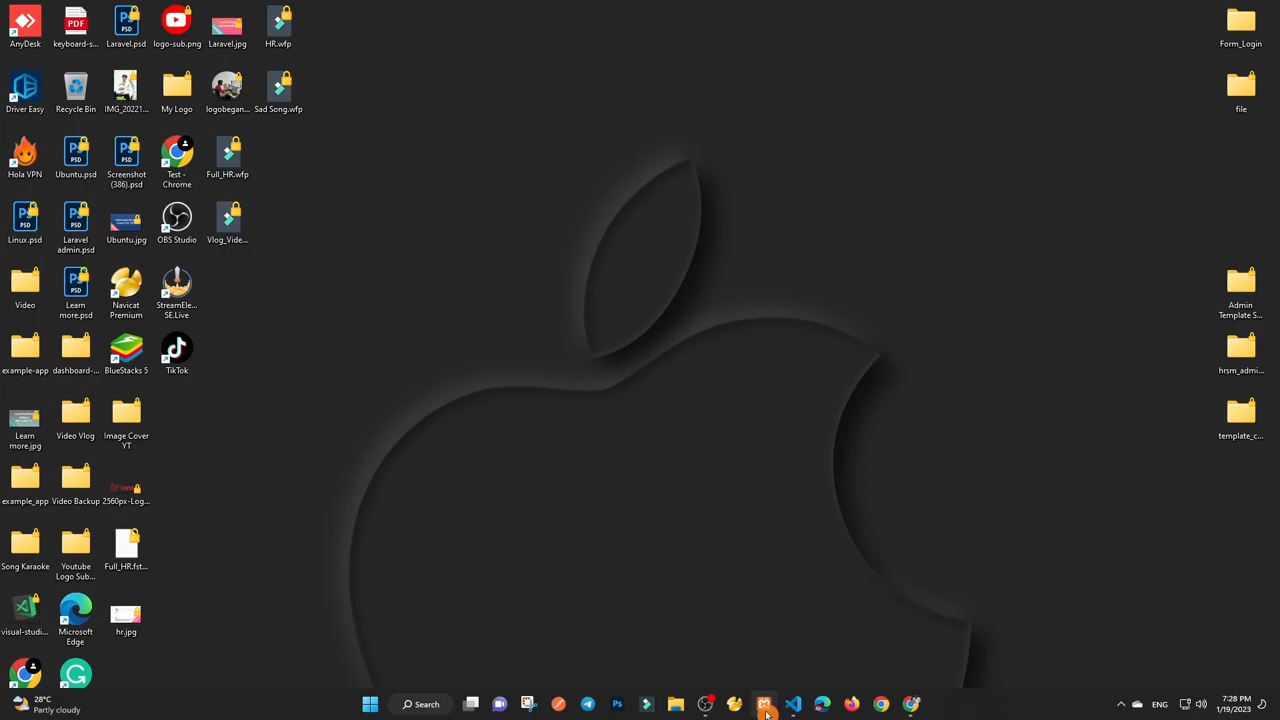 AnyDesk
keyboard-s...
Laravel.psd
logo-sub.png
Laravel.jpg
HR.wfp
Form_Login
Driver Easy
Recycle Bin
IMG_20221...
My Logo
logobegan...
Sad Song.wfp
file
Hola VPN
Ubuntu.psd
Screenshot
(386).psd
Test -
Chrome
Full_HR.wfp
Linux.psd
Laravel
admin.psd
Ubuntu.jpg
OBS Studio
Vlog_Vide...
Video
Learn
more.psd
Navicat
Premium
StreamEle...
SE.Live
Admin
Template S...
example-app
dashboard-...
BlueStacks 5
TikTok
hrsm_admi...
Learn
more.jpg
Video Vlog
Image Cover
YT
template_c...
example_app
Video Backup
2560px-Log...
Song Karaoke
Youtube
Logo Sub...
Full_HR.fst...
visual-studi...
Microsoft
Edge
hr.jpg
28°C
Partly cloudy
Search
ENG
7:28 PM
1/19/2023